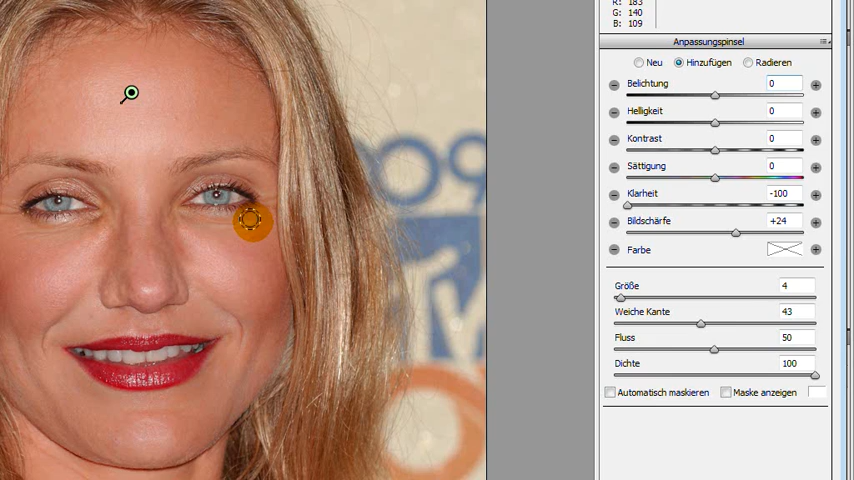 R: 183
G: 140
B: 109
Anpassungspinsel
Neu Hinzufügen Radieren
Belichtung 0
Helligkeit 0
Kontrast 0
Sättigung 0
Klarheit -100
Bildschärfe +24
Farbe
Größe 4
Weiche Kante 43
Fluss 50
Dichte 100
Automatisch maskieren Maske anzeigen
09